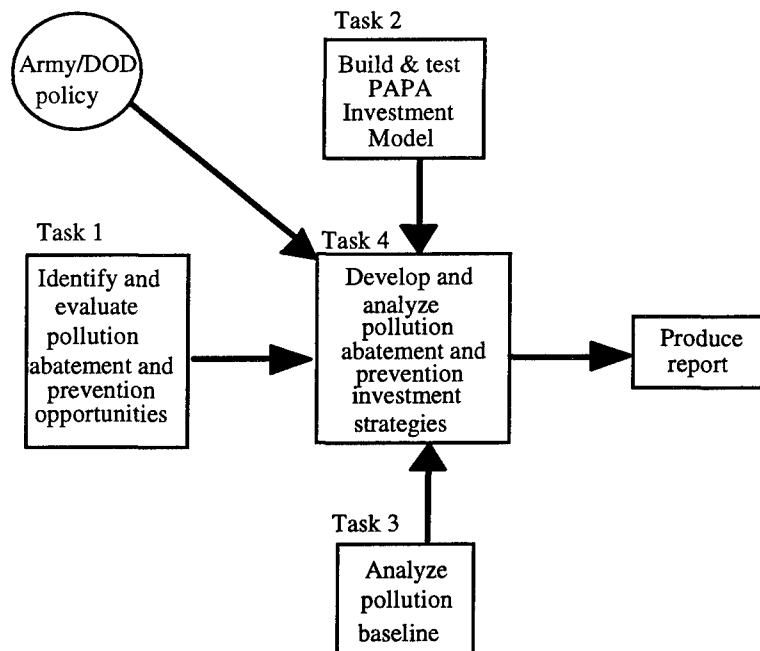 Army/DOD
policy
Task 2
Build & test
PAPA
Investment
Model
Task 1
Identify and
evaluate
pollution
abatement and
prevention
opportunities
Task 4
Develop and
analyze
pollution
abatement and
prevention
investment
strategies
Produce
report
Task 3
Analyze
pollution
baseline